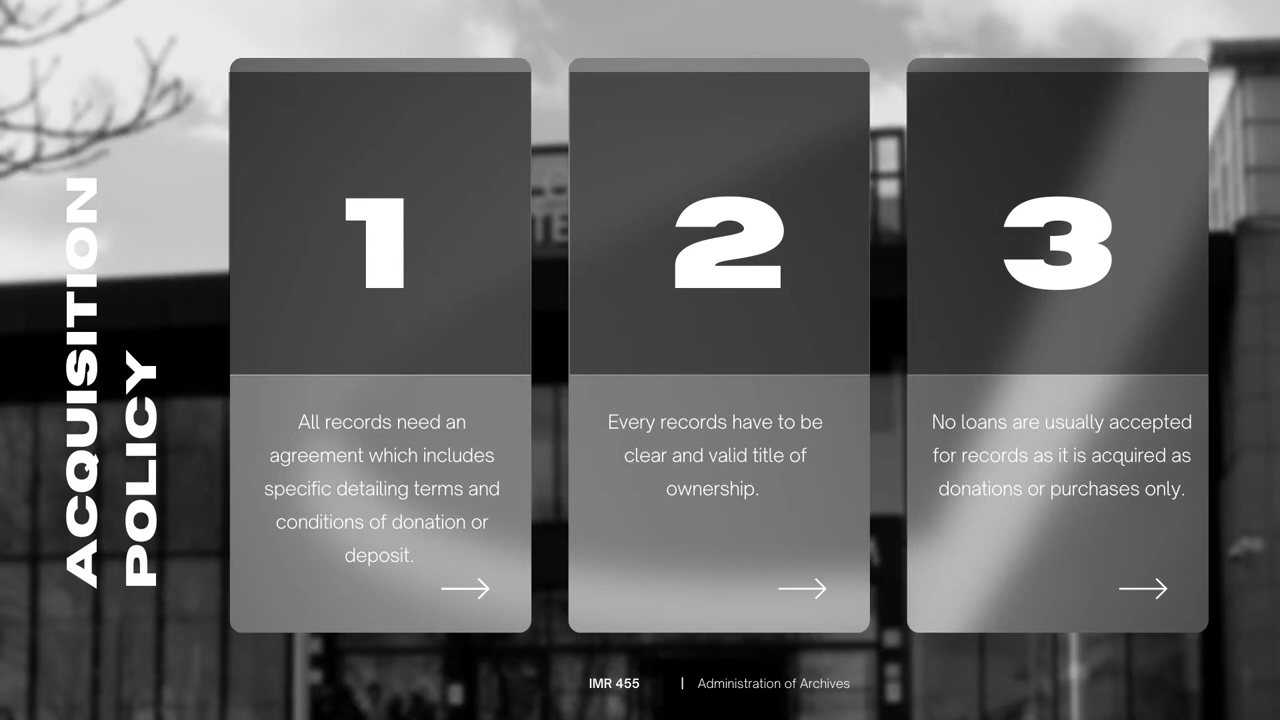 ACQUISITION
POLICY
1
All records need an
agreement which includes
specific detailing terms and
conditions of donation or
deposit.
2
Every records have to be
clear and valid title of
ownership.
3
No loans are usually accepted
for records as it is acquired as
donations or purchases only.
IMR 455 | Administration of Archives